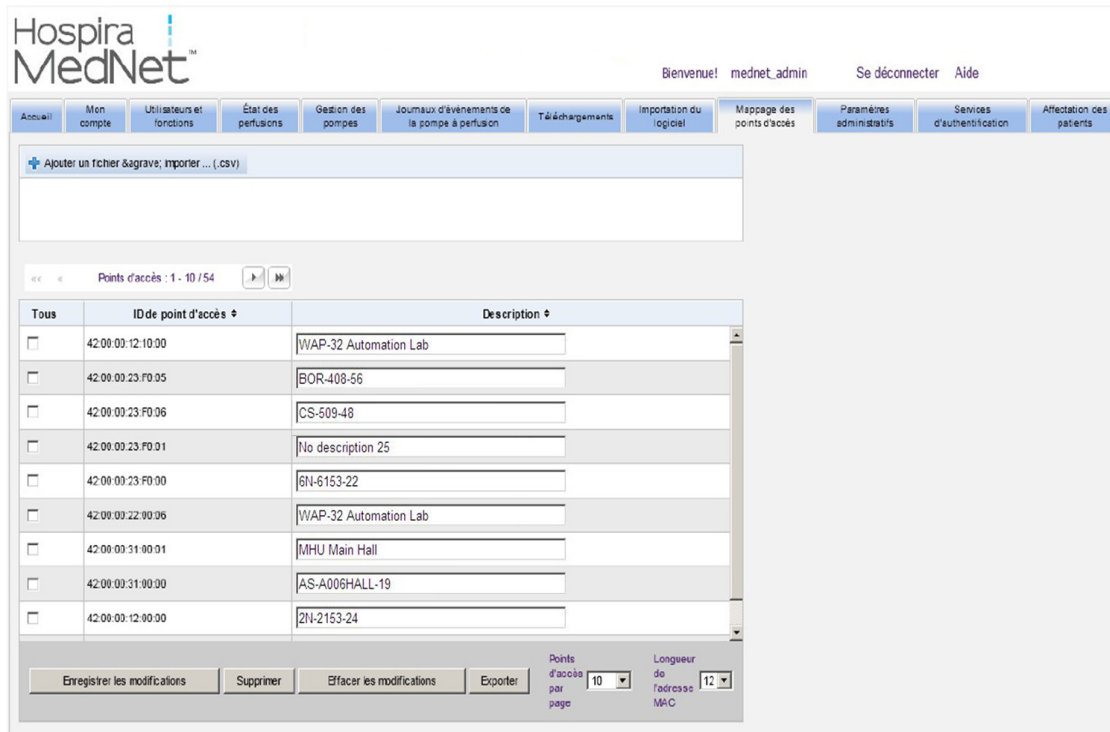 Hospira
MedNet™
Bienvenue! mednet_admin Se déconnecter Aide
Accueil
Mon compte
Utilisateurs et fonctions
État des perfusions
Gestion des pompes
Journaux d'événements de la pompe à perfusion
Téléchargements
Importation du logiciel
Mappage des points d'accès
Paramètres administratifs
Services d'authentification
Affectation des patients
Ajouter un fichier &agrave; importer ... (.csv)
Points d'accès : 1 - 10 / 54
Tous ID de point d'accès Description
42:00:00:12:10:00 WAP-32 Automation Lab
42:00:00:23:F0:05 BOR-408-56
42:00:00:23:F0:06 CS-509-48
42:00:00:23:F0:01 No description 25
42:00:00:23:F0:00 6N-6153-22
42:00:00:22:00:06 WAP-32 Automation Lab
42:00:00:31:00:01 MHU Main Hall
42:00:00:31:00:00 AS-A006HALL-19
42:00:00:12:00:00 2N-2153-24
Enregistrer les modifications Supprimer Effacer les modifications Exporter
Points d'accès par page 10
Longueur de l'adresse MAC 12